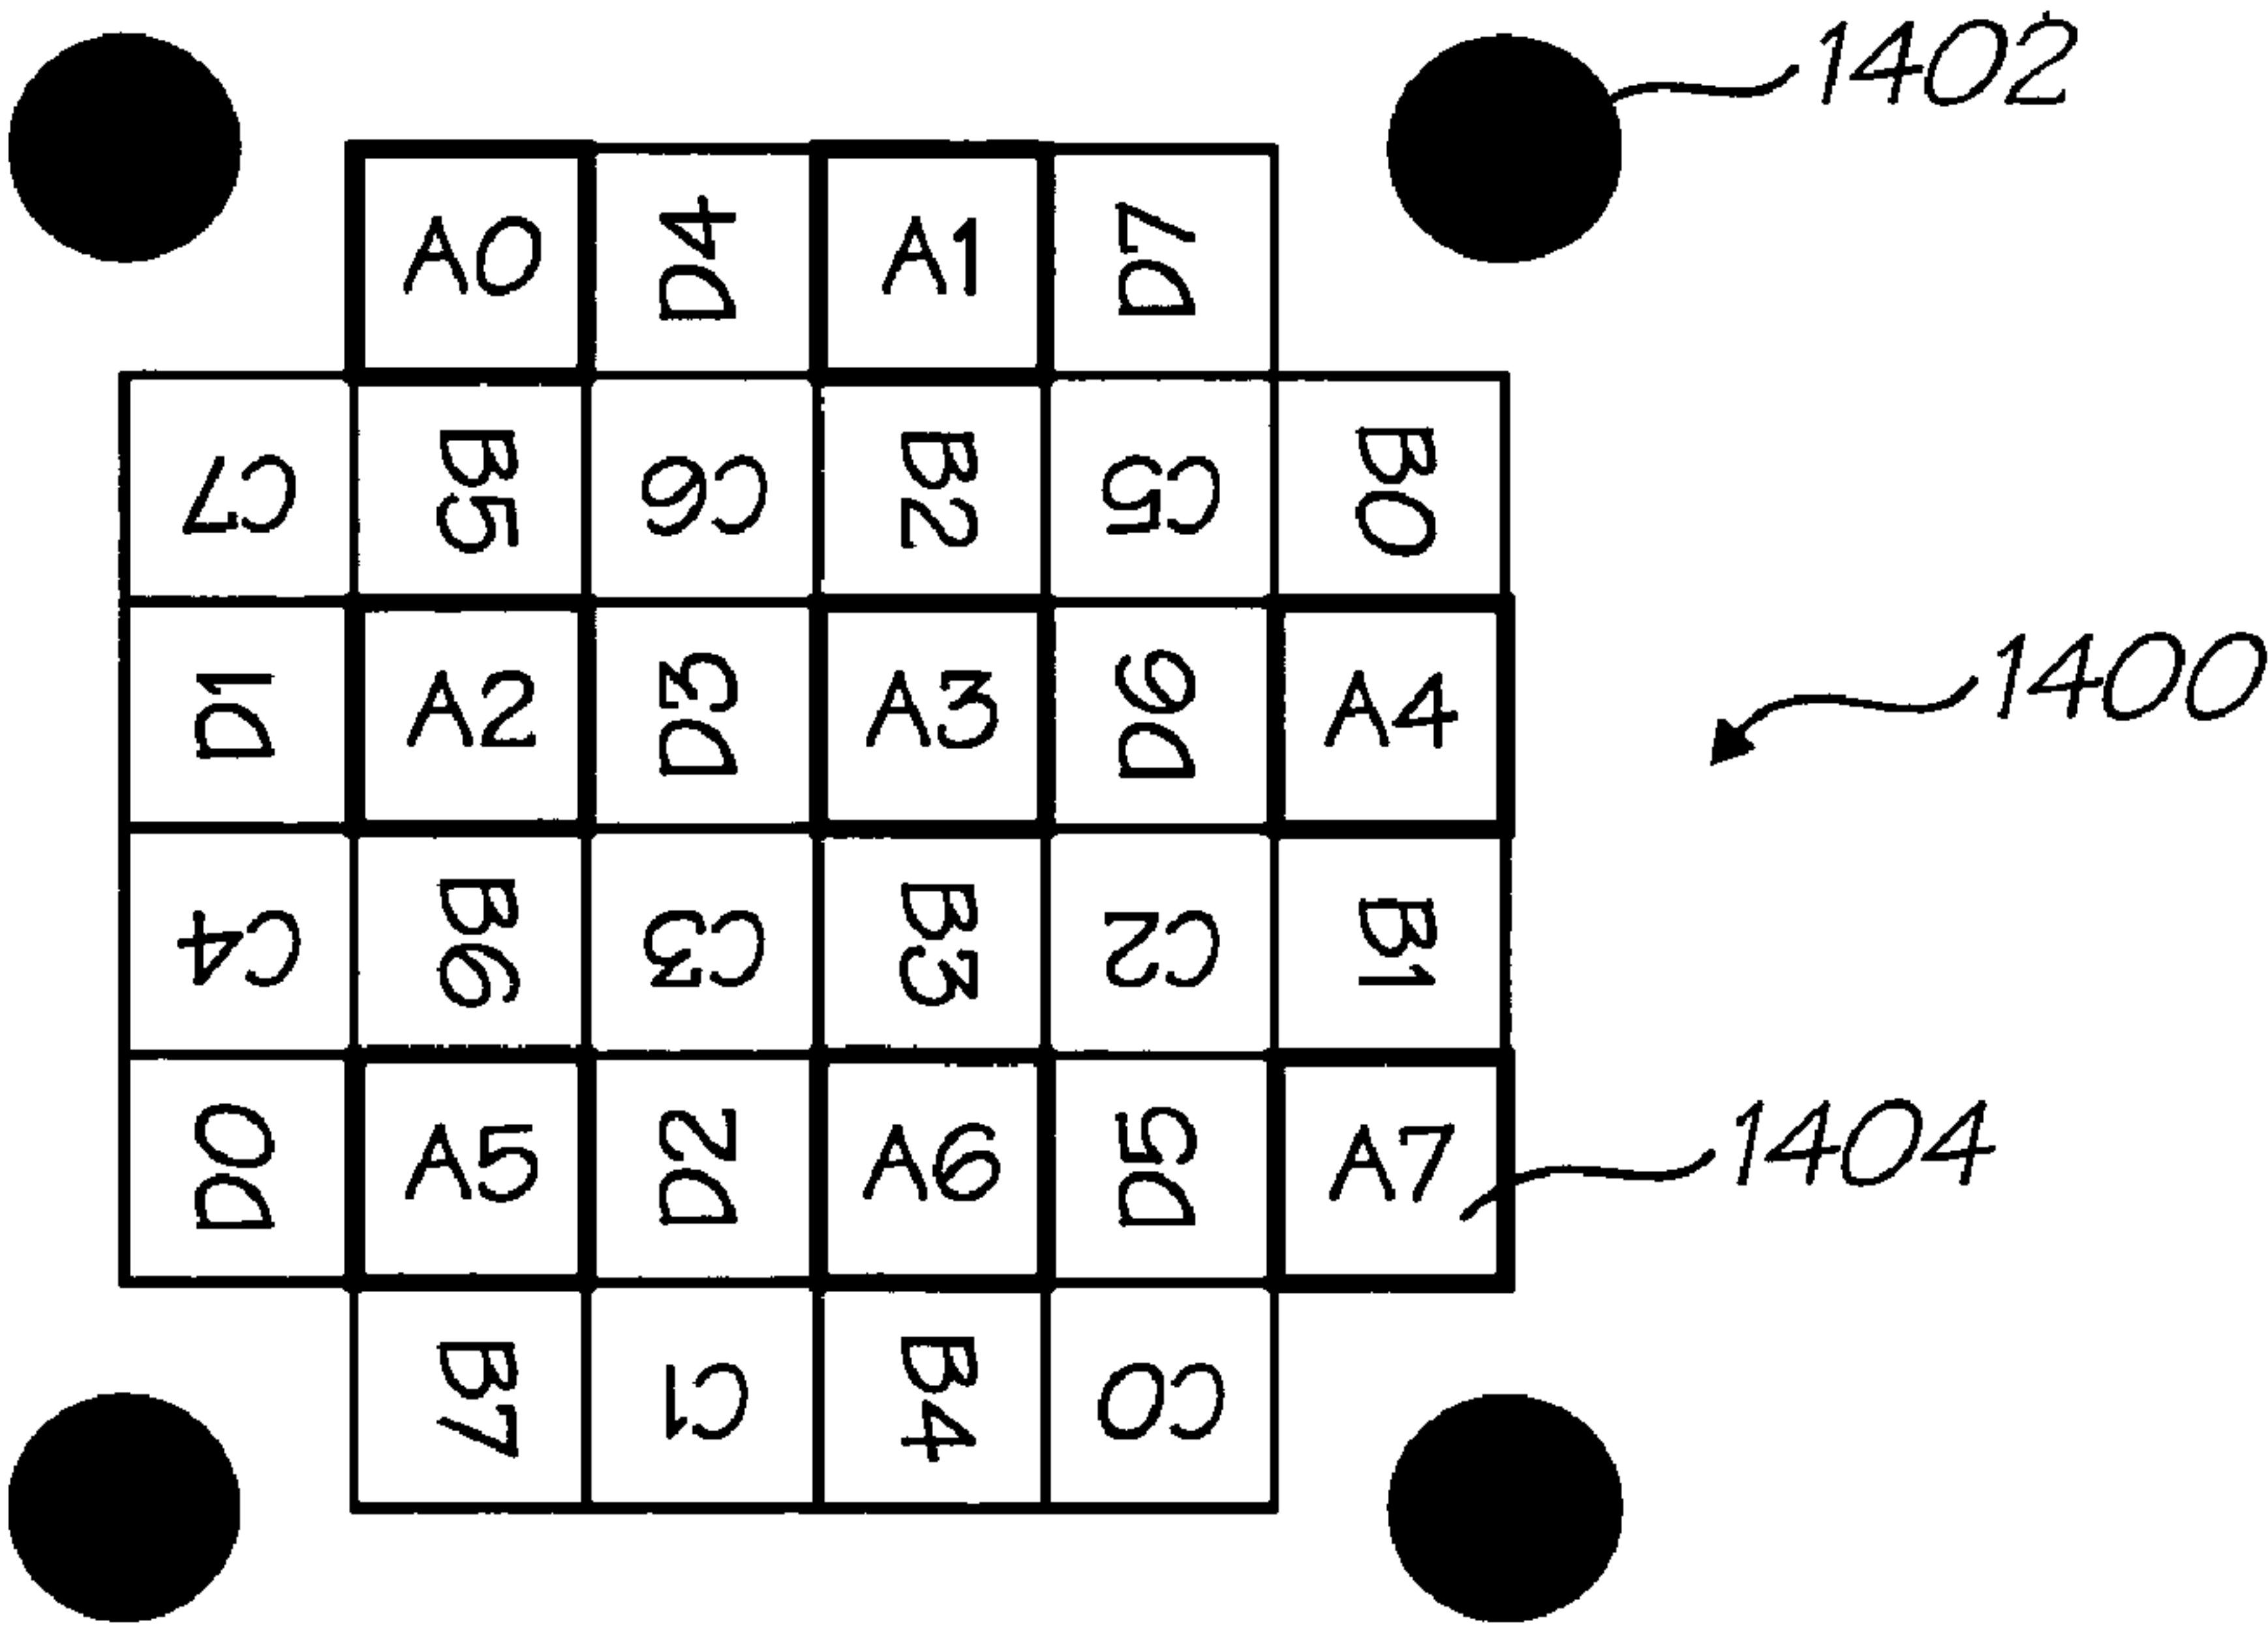 1402
A0 D4 A1 D7
C7 B5 C6 B2 C5 B0
D1 A2 D3 A3 D6 A4
1400
C4 B6 C3 B3 C2 B1
D0 A5 D2 A6 D5 A7
1404
B7 C1 B4 C0